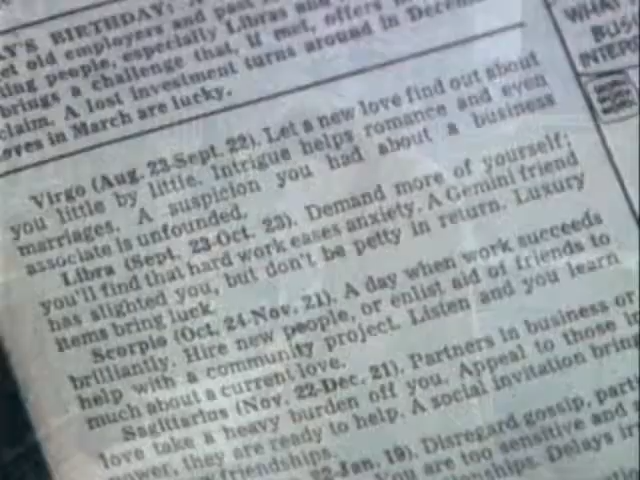 Y'S BIRTHDAY:
et old employers and past
ting people, especially Libras and
brings a challenge that, if met, offers
claim. A lost investment turns around in Decem
oves in March are lucky.
WHAT
BUS
INTER
Virgo (Aug. 23-Sept. 22). Let a new love find out about
you little by little. Intrigue helps romance and even
marriages. A suspicion you had about a business
associate is unfounded.
Libra (Sept. 23-Oct. 23). Demand more of yourself;
you'll find that hard work eases anxiety. A Gemini friend
has slighted you, but don't be petty in return. Luxury
items bring luck.
Scorpio (Oct. 24-Nov. 21). A day when work succeeds
brilliantly. Hire new people, or enlist aid of friends to
help with a community project. Listen and you learn
much about a current love.
Sagittarius (Nov. 22-Dec. 21). Partners in business or
love take a heavy burden off you. Appeal to those in
power, they are ready to help. A social invitation brin
friendships.
22-Jan. 19). Disregard gossip, part
You are too sensitive and
Delays in